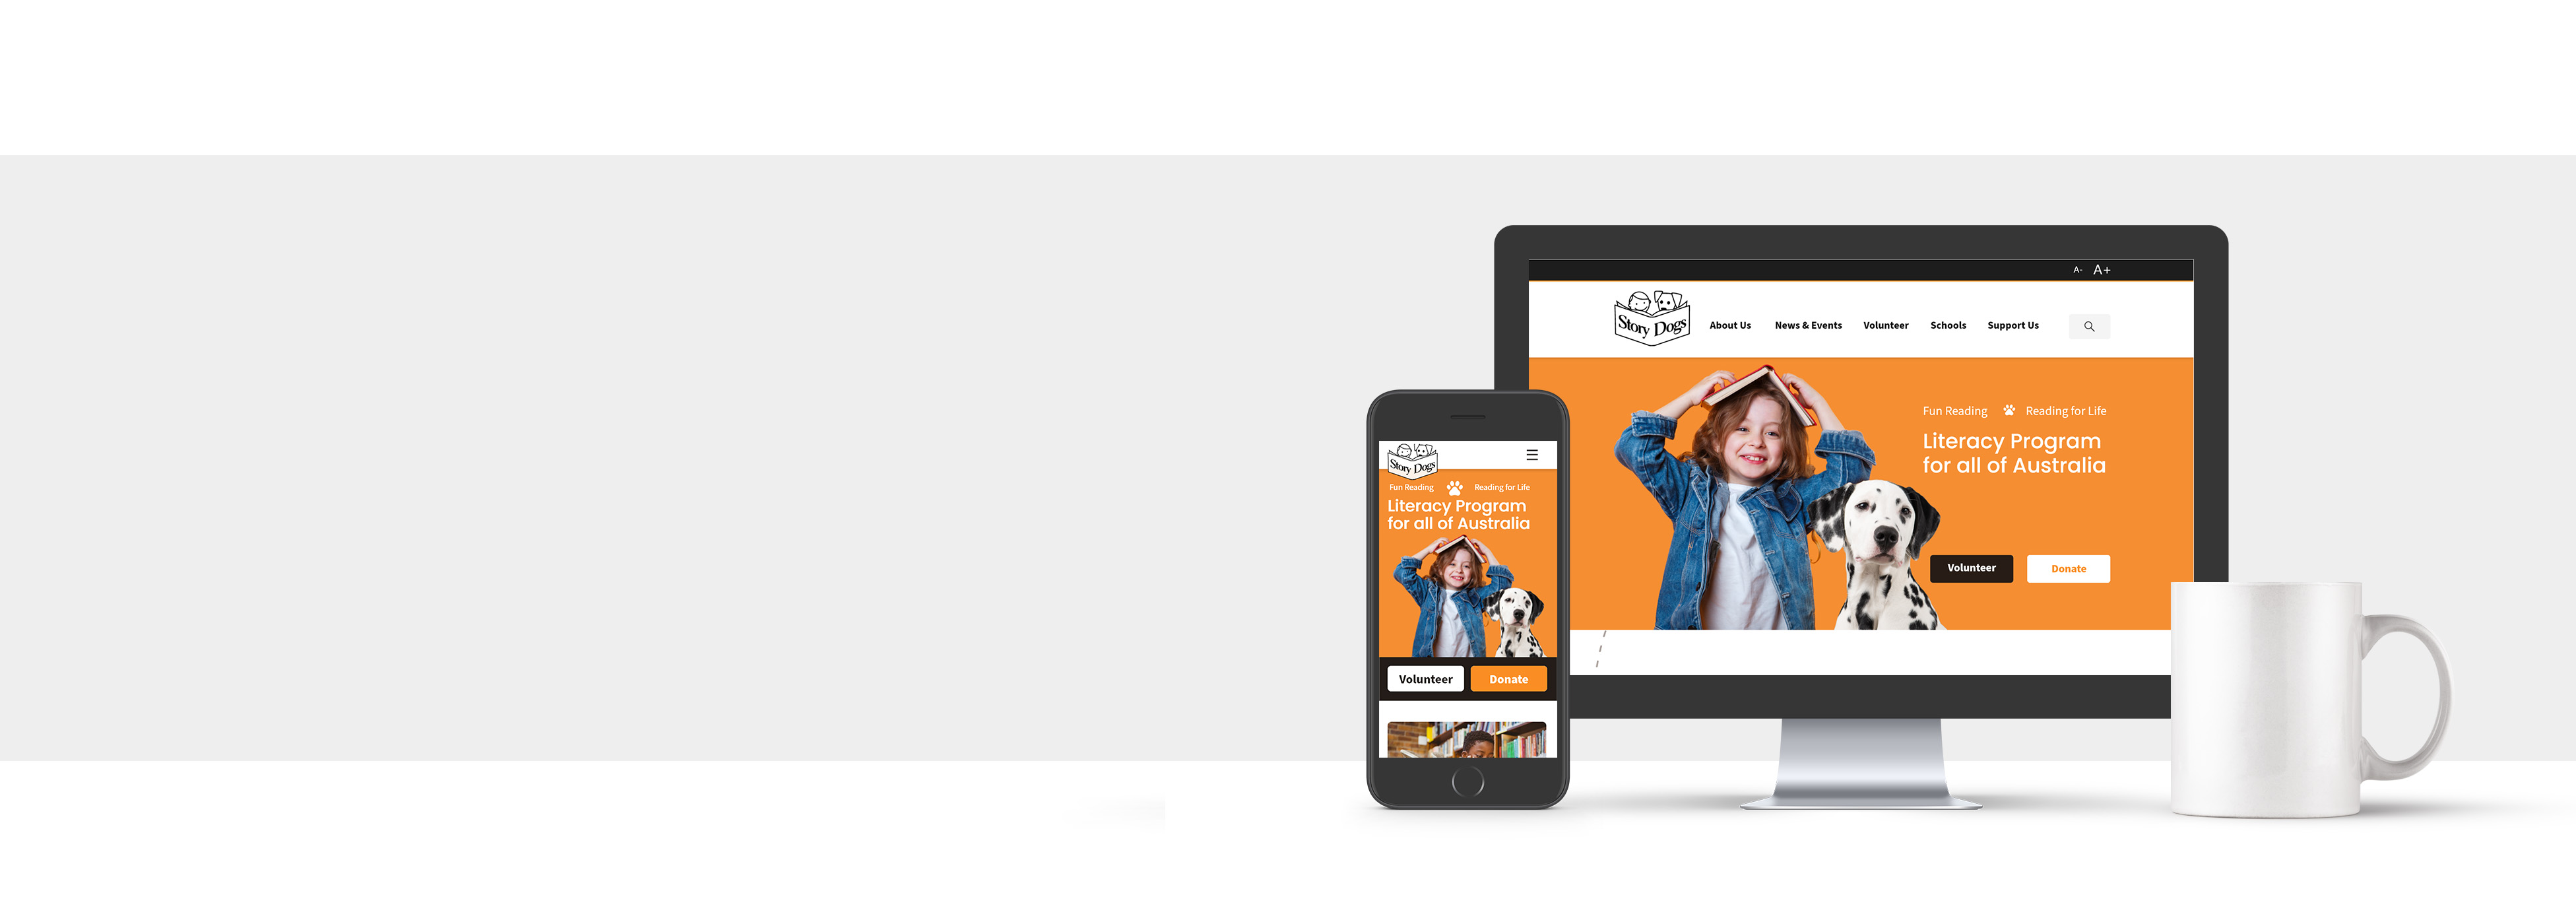 A- A+
Story Dogs
About Us News & Events Volunteer Schools Support Us
Fun Reading Reading for Life
Literacy Program
for all of Australia
Volunteer Donate
Story Dogs
Fun Reading Reading for Life
Literacy Program
for all of Australia
Volunteer Donate